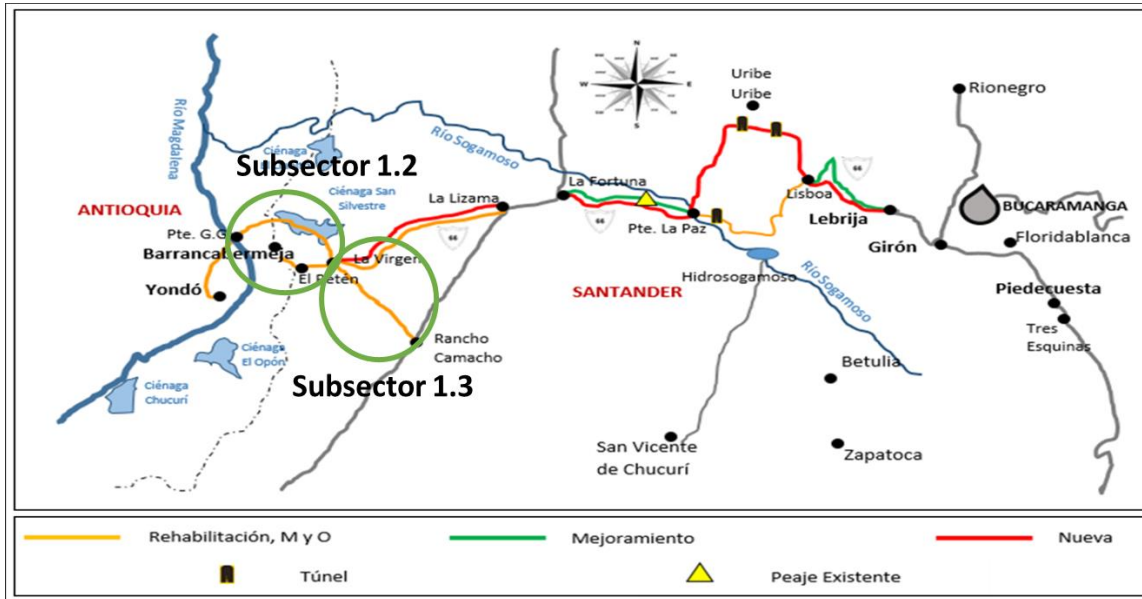 N
W
E
S
Uribe
Uribe
Rionegro
Río Magdalena
Río Sogamoso
Subsector 1.2
Ciénaga
Ciénaga San
Silvestre
66
La Lizama
La Fortuna
Lisboa
ANTIOQUIA
66
66
Lebrija
BUCARAMANGA
Pte. G.G
Pte. La Paz
Barrancabermeja
La Virgen
Girón
Floridablanca
El Retén
Hidrosogamoso
Yondó
SANTANDER
Río Sogamoso
Piedecuesta
Rancho
Camacho
Tres
Esquinas
Ciénaga
El Opón
Betulia
Ciénaga
Chucurí
Subsector 1.3
San Vicente
de Chucurí
Zapatoca
Rehabilitación, M y O
Mejoramiento
Nueva
Túnel
Peaje Existente